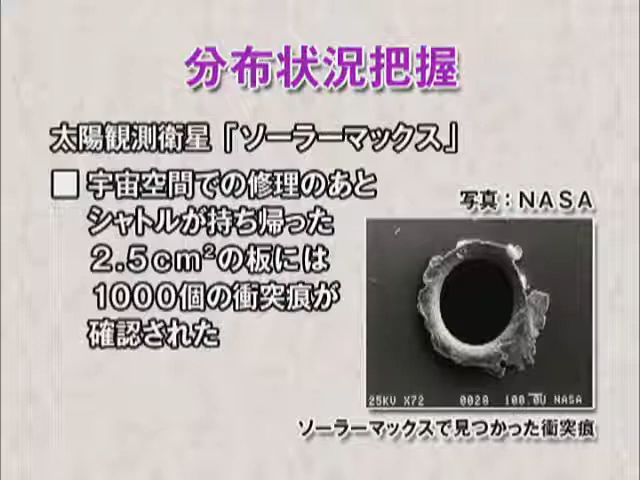 分布状況把握
太陽観測衛星「ソーラーマックス」
□ 宇宙空間での修理のあと
シャトルが持ち帰った
2.5cm²の板には
1000個の衝突痕が
確認された
写真：NASA
25KV X72 0028 100.0U NASA
ソーラーマックスで見つかった衝突痕